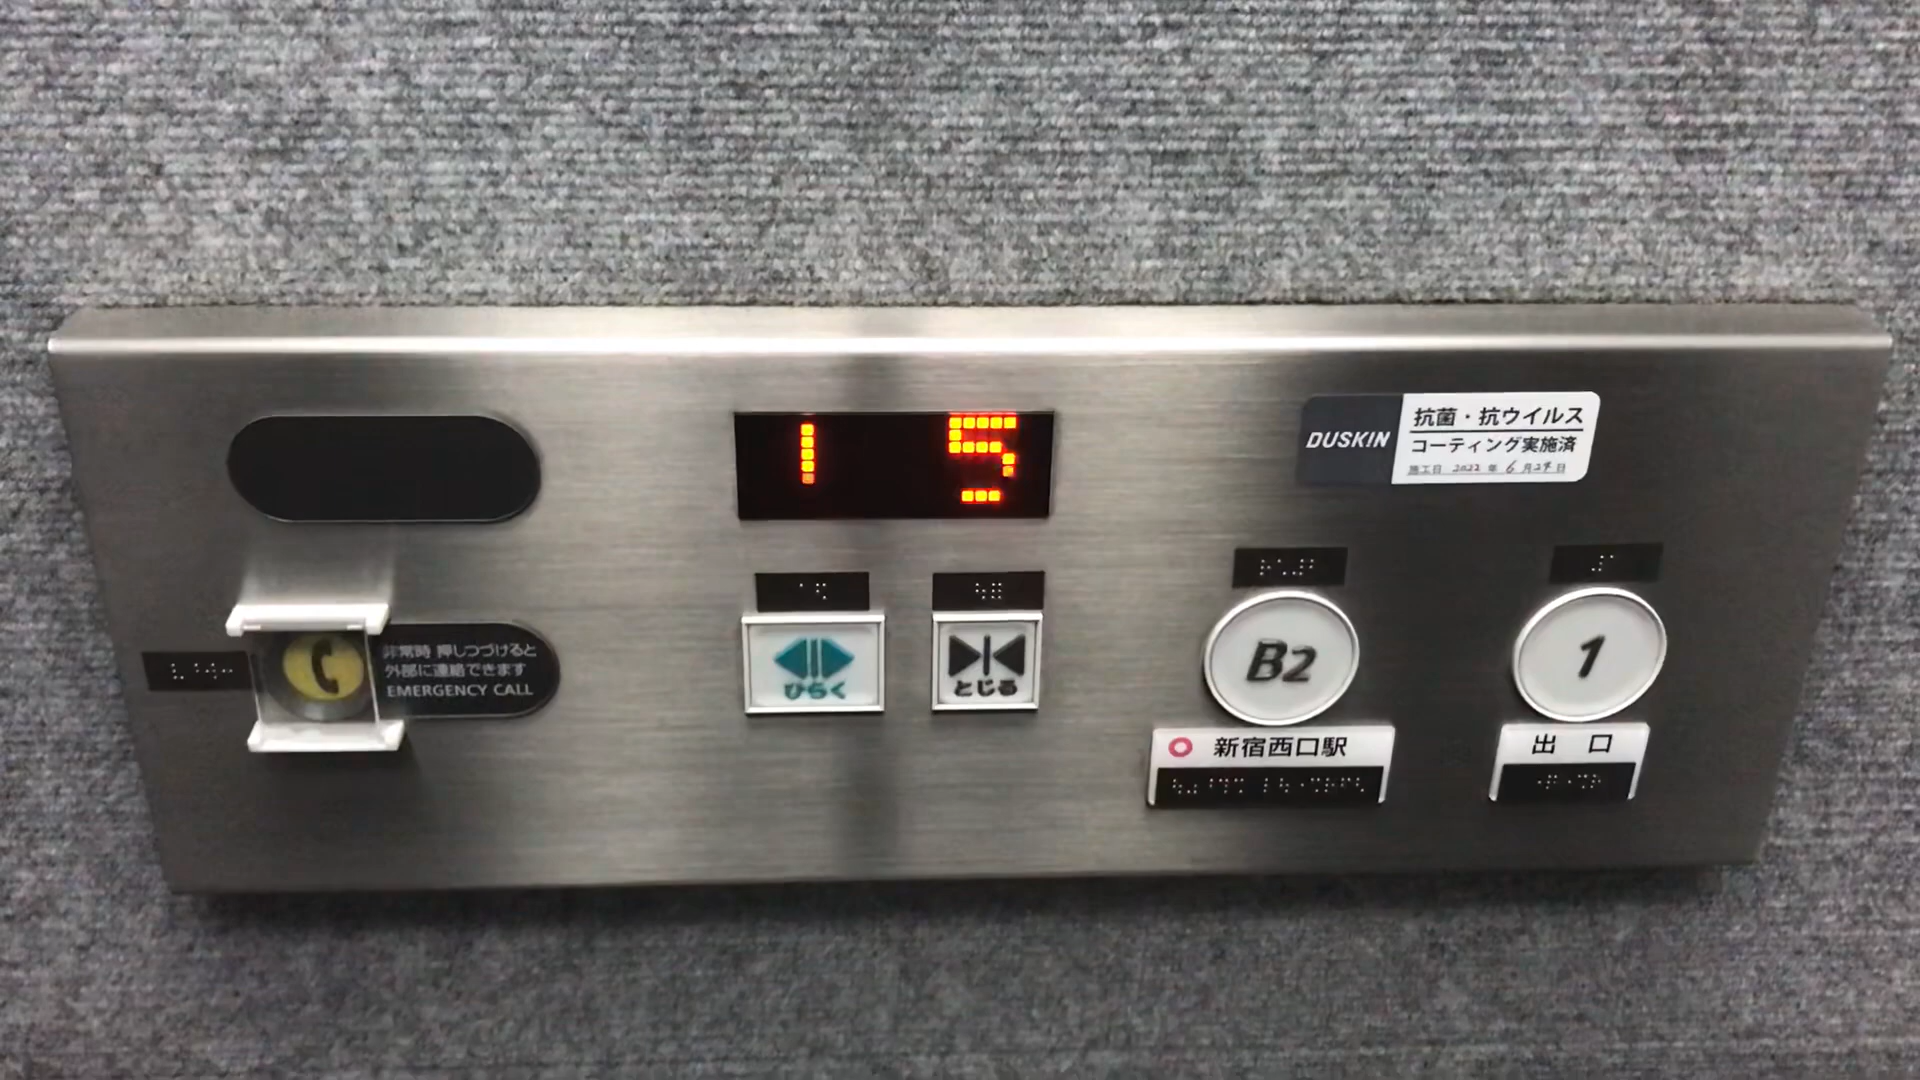 1 5
DUSKIN
抗菌・抗ウイルス
コーティング実施済
施工日 2022 年 6 月 29 日
非常時 押しつづけると
外部に連絡できます
EMERGENCY CALL
ひらく
とじる
B2
1
新宿西口駅
出 口